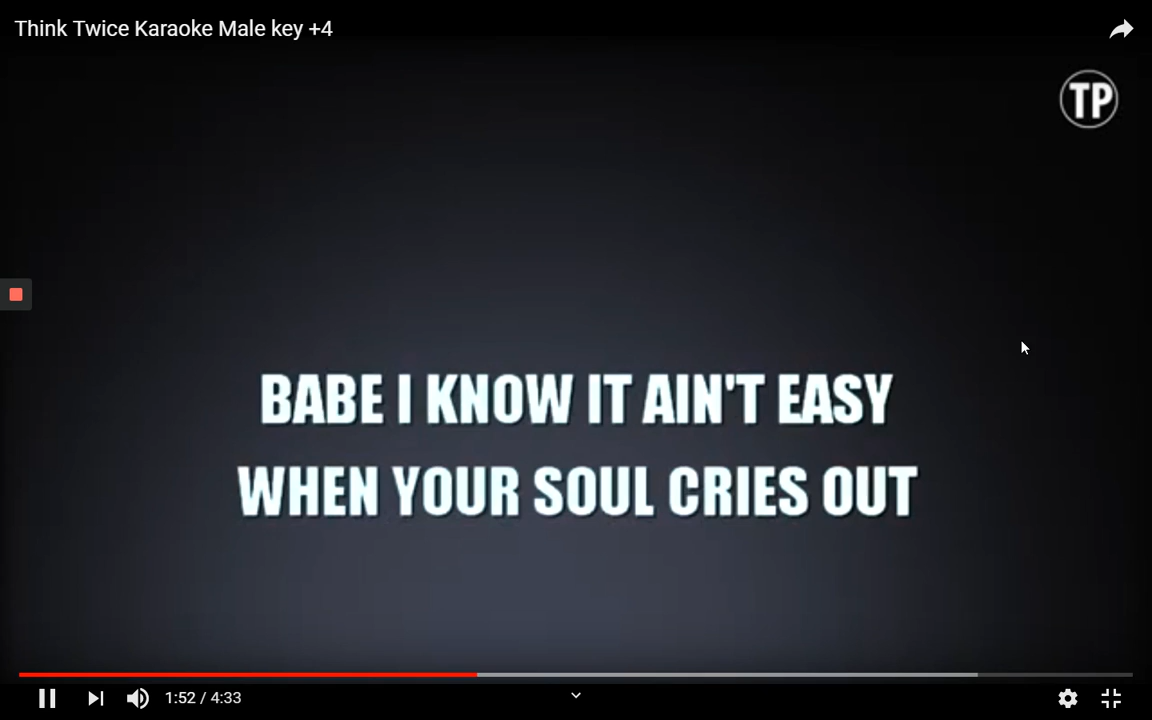 Think Twice Karaoke Male key +4
TP
BABE I KNOW IT AIN'T EASY
WHEN YOUR SOUL CRIES OUT
1:52 / 4:33